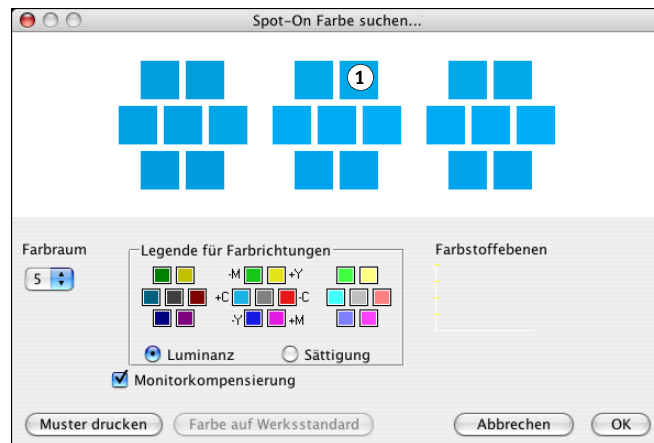 Spot-On Farbe suchen...
1
Farbraum
5
Legende für Farbrichtungen
-M +Y
+C -C
-Y +M
Luminanz Sättigung
Farbstoffebenen
Monitorkompensierung
Muster drucken Farbe auf Werksstandard Abbrechen OK